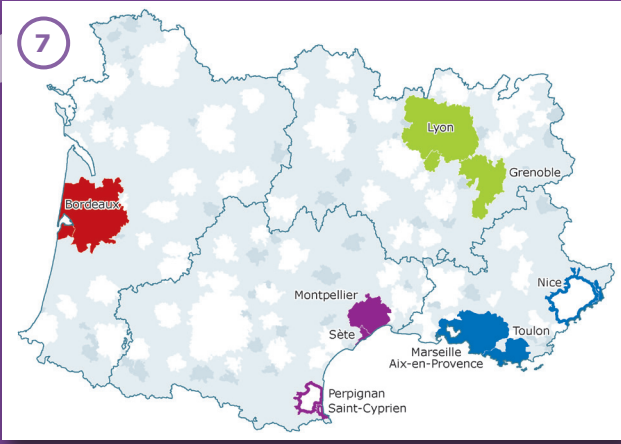 7
Lyon
Grenoble
Bordeaux
Nice
Montpellier
Sète
Toulon
Marseille
Aix-en-Provence
Perpignan
Saint-Cyprien